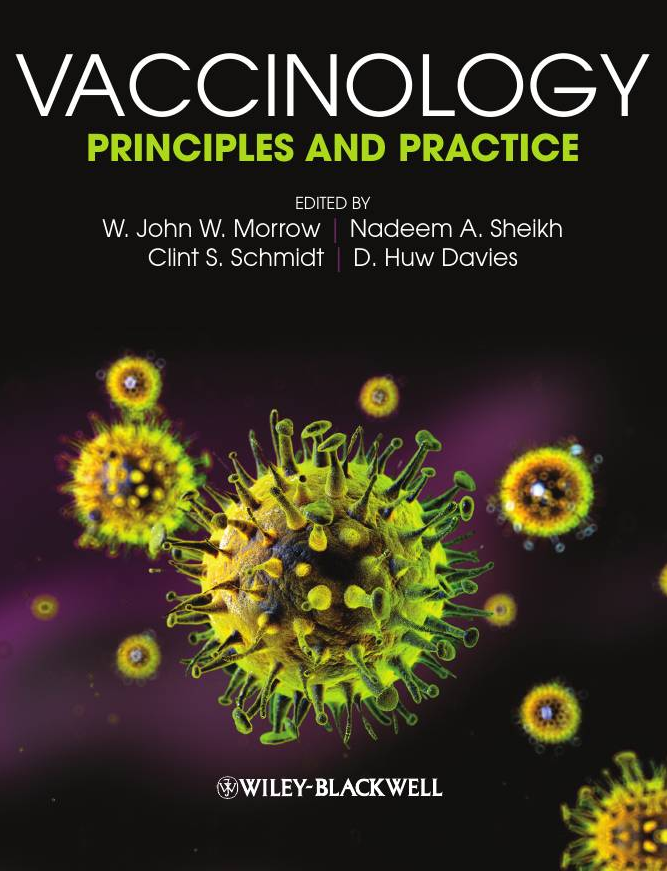 VACCINOLOGY
PRINCIPLES AND PRACTICE
EDITED BY
W. John W. Morrow | Nadeem A. Sheikh
Clint S. Schmidt | D. Huw Davies
WILEY-BLACKWELL